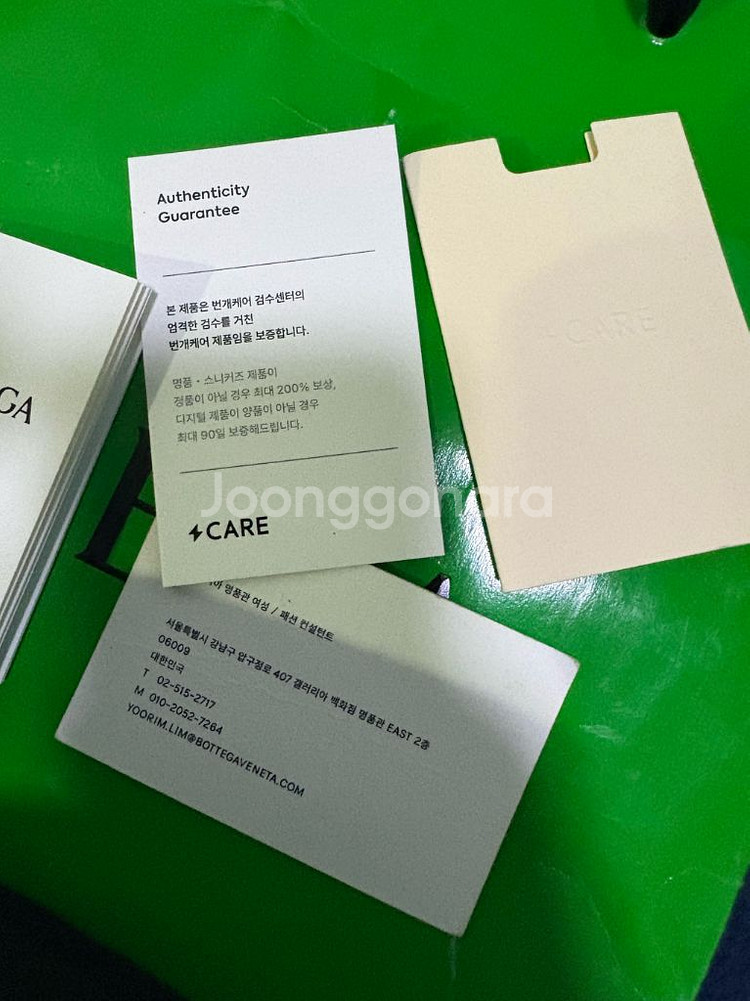 Authenticity
Guarantee
본 제품은 번개케어 검수센터의
엄격한 검수를 거친
번개케어 제품임을 보증합니다.
명품・스니커즈 제품이
정품이 아닐 경우 최대 200% 보상,
디지털 제품이 양품이 아닐 경우
최대 90일 보증해드립니다.
CARE
CARE
GA
Joonggonara
명품관 여성 / 패션 컨설턴트
서울특별시 강남구 압구정로 407 갤러리아 백화점 명품관 EAST 2층
06009
대한민국
T 02-515-2717
M 010-2052-7264
YOORIM.LIM@BOTTEGAVENETA.COM